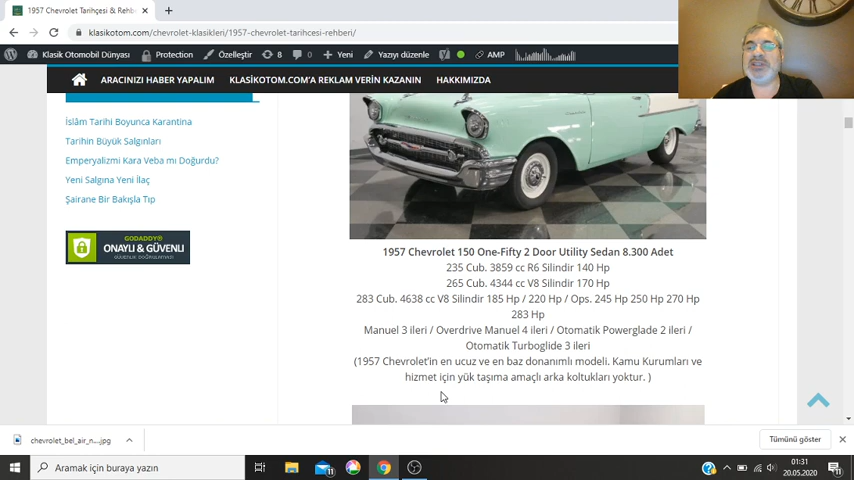 1957 Chevrolet Tarihçesi & Rehb
klasikotom.com/chevrolet-klasikleri/1957-chevrolet-tarihcesi-rehberi/
Klasik Otomobil Dünyası
Protection
Özelleştir
8
0
Yeni
Yazıyı düzenle
AMP
ARACINIZI HABER YAPALIM
KLASİKOTOM.COM'A REKLAM VERİN KAZANIN
HAKKIMIZDA
İslâm Tarihi Boyunca Karantina
Tarihin Büyük Salgınları
Emperyalizmi Kara Veba mı Doğurdu?
Yeni Salgına Yeni İlaç
Şairane Bir Bakışla Tıp
GODADDY
ONAYLI & GÜVENLİ
1957 Chevrolet 150 One-Fifty 2 Door Utility Sedan 8.300 Adet
235 Cub. 3859 cc R6 Silindir 140 Hp
265 Cub. 4344 cc V8 Silindir 170 Hp
283 Cub. 4638 cc V8 Silindir 185 Hp / 220 Hp / Ops. 245 Hp 250 Hp 270 Hp
283 Hp
Manuel 3 ileri / Overdrive Manuel 4 ileri / Otomatik Powerglade 2 ileri /
Otomatik Turboglide 3 ileri
(1957 Chevrolet'in en ucuz ve en baz donanımlı modeli. Kamu Kurumları ve
hizmet için yük taşıma amaçlı arka koltukları yoktur. )
chevrolet_bel_air_n....jpg
Tümünü göster
Aramak için buraya yazın
11
01:31
20.05.2020
11